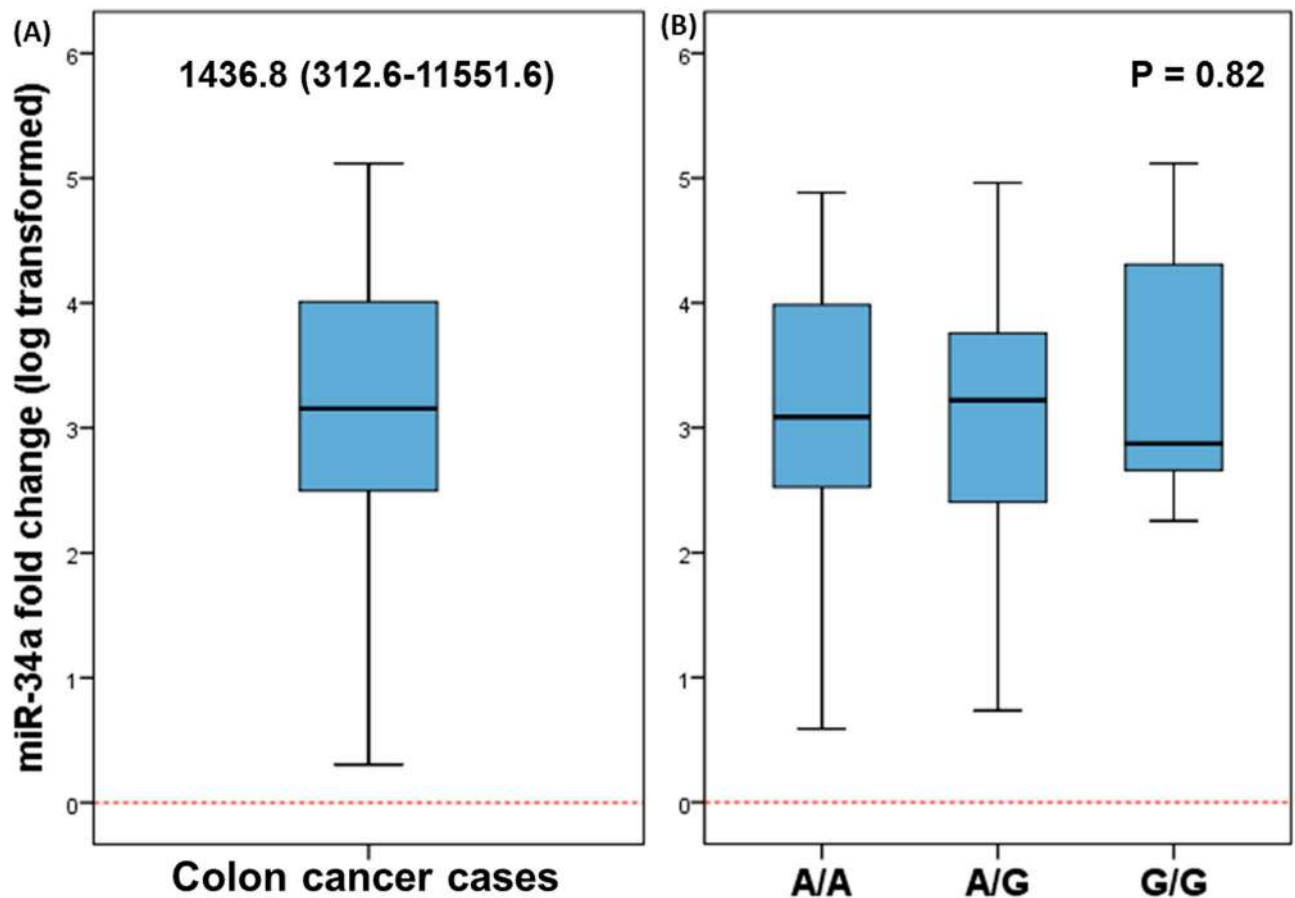 (A)
miR-34a fold change (log transformed)
6
5
4
3
2
1
0
1436.8 (312.6-11551.6)
Colon cancer cases
(B)
6
5
4
3
2
1
0
P = 0.82
A/A A/G G/G